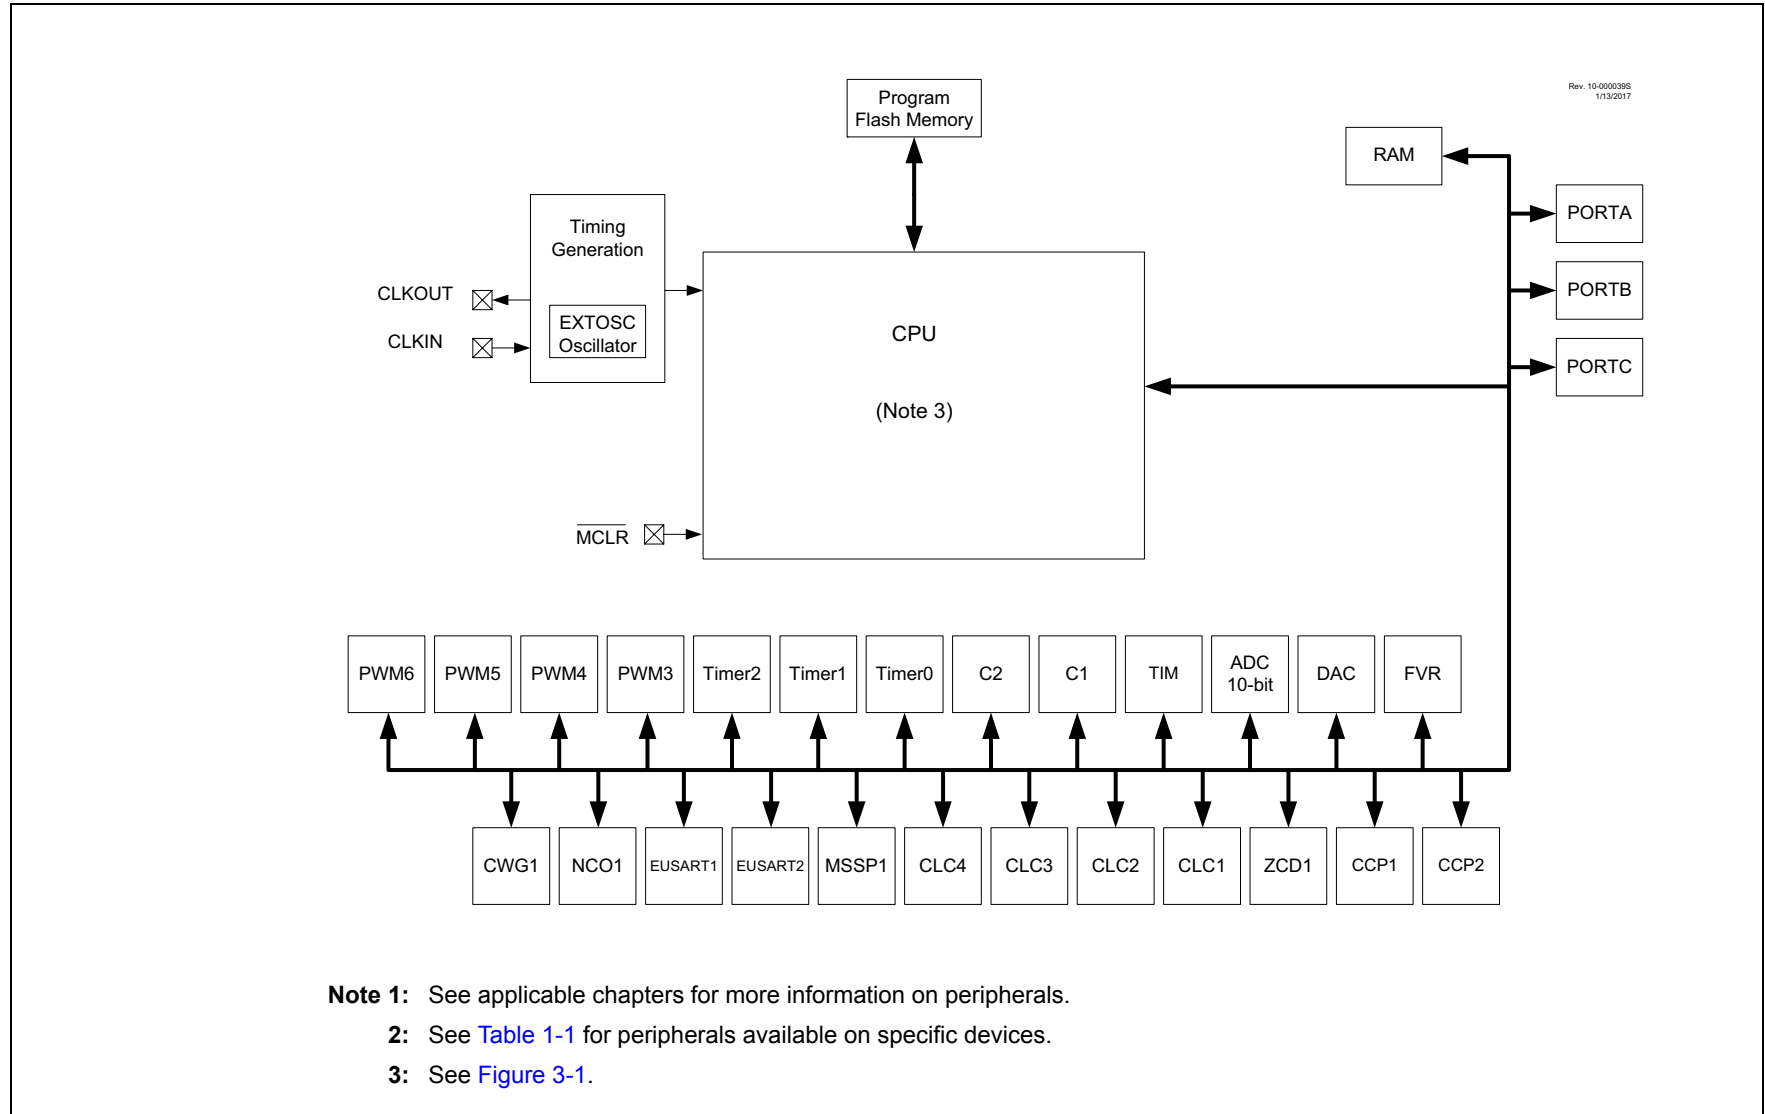 Rev. 10-000039S
1/13/2017
Program
Flash Memory
RAM
PORTA
Timing
Generation
CLKOUT
PORTB
EXTOSC
Oscillator
CLKIN
CPU
PORTC
(Note 3)
MCLR
PWM6 PWM5 PWM4 PWM3 Timer2 Timer1 Timer0 C2 C1 TIM ADC 10-bit DAC FVR
CWG1 NCO1 EUSART1 EUSART2 MSSP1 CLC4 CLC3 CLC2 CLC1 ZCD1 CCP1 CCP2
Note 1: See applicable chapters for more information on peripherals.
2: See Table 1-1 for peripherals available on specific devices.
3: See Figure 3-1.